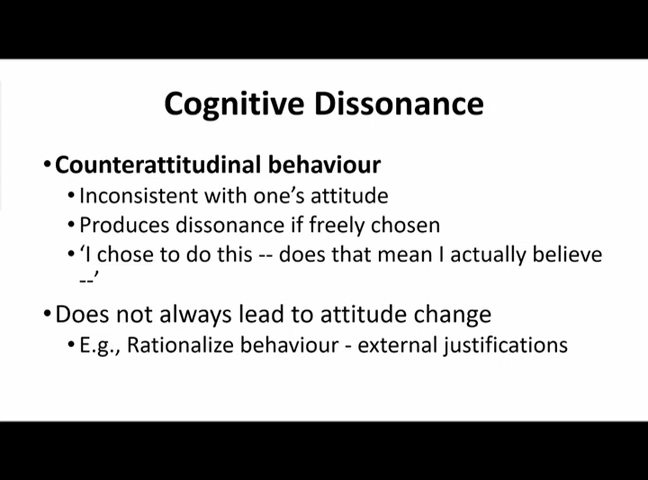 Cognitive Dissonance
•Counterattitudinal behaviour
•Inconsistent with one's attitude
•Produces dissonance if freely chosen
•‘I chose to do this -- does that mean I actually believe
--’
•Does not always lead to attitude change
•E.g., Rationalize behaviour - external justifications